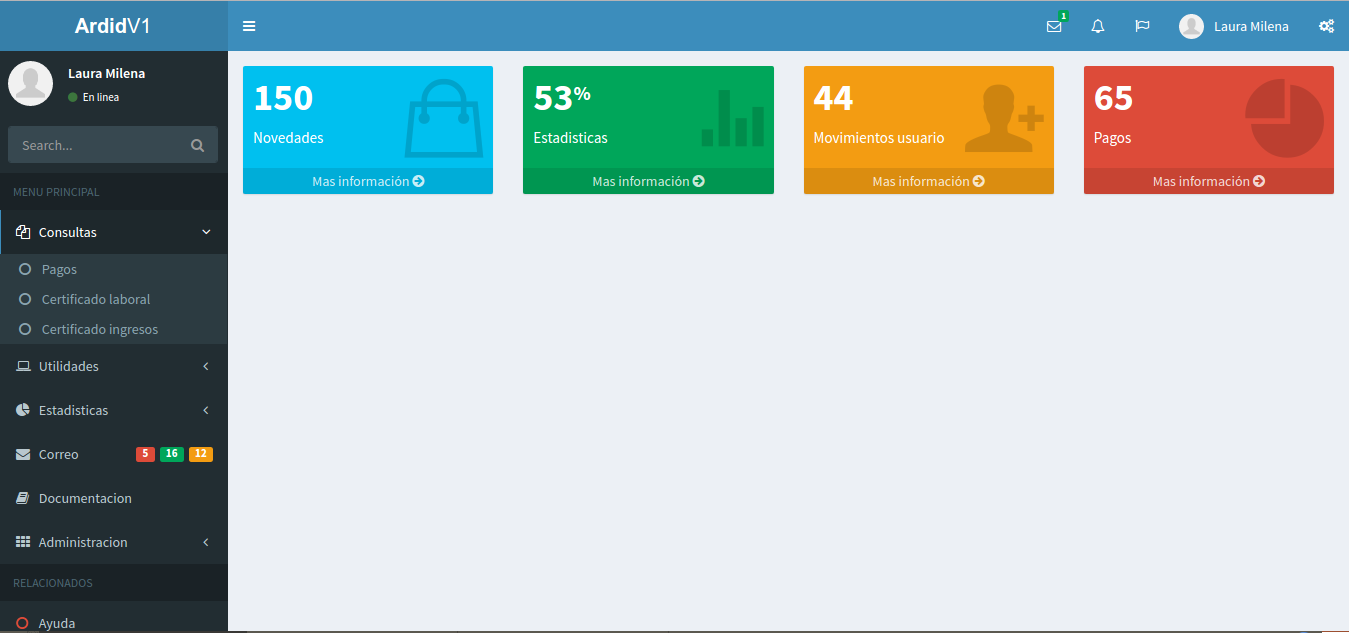 ArdidV1
1
Laura Milena
Laura Milena
En linea
Search...
MENU PRINCIPAL
Consultas
Pagos
Certificado laboral
Certificado ingresos
Utilidades
Estadisticas
Correo 5 16 12
Documentacion
Administracion
RELACIONADOS
Ayuda
150
Novedades
Mas información
53%
Estadisticas
Mas información
44
Movimientos usuario
Mas información
65
Pagos
Mas información